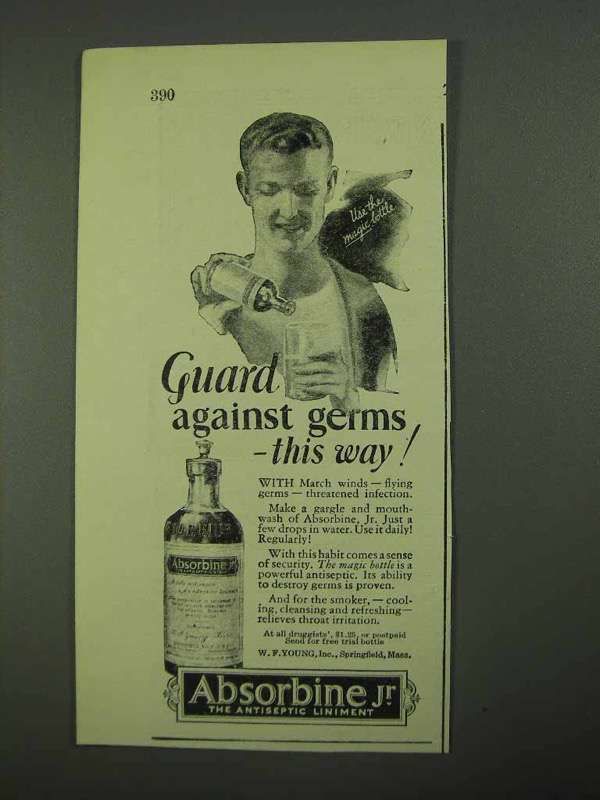 390
Use the
magic bottle
Guard
against germs
- this way!
WITH March winds — flying
germs — threatened infection.
Make a gargle and mouth-
wash of Absorbine, Jr. Just a
few drops in water. Use it daily!
Regularly!
With this habit comes a sense
of security. The magic bottle is a
powerful antiseptic. Its ability
to destroy germs is proven.
And for the smoker, — cool-
ing, cleansing and refreshing—
relieves throat irritation.
At all druggists', $1.25, or postpaid
Send for free trial bottle
W. F. YOUNG, Inc., Springfield, Mass.
Absorbine Jr
Absorbine Jr.
THE ANTISEPTIC LINIMENT